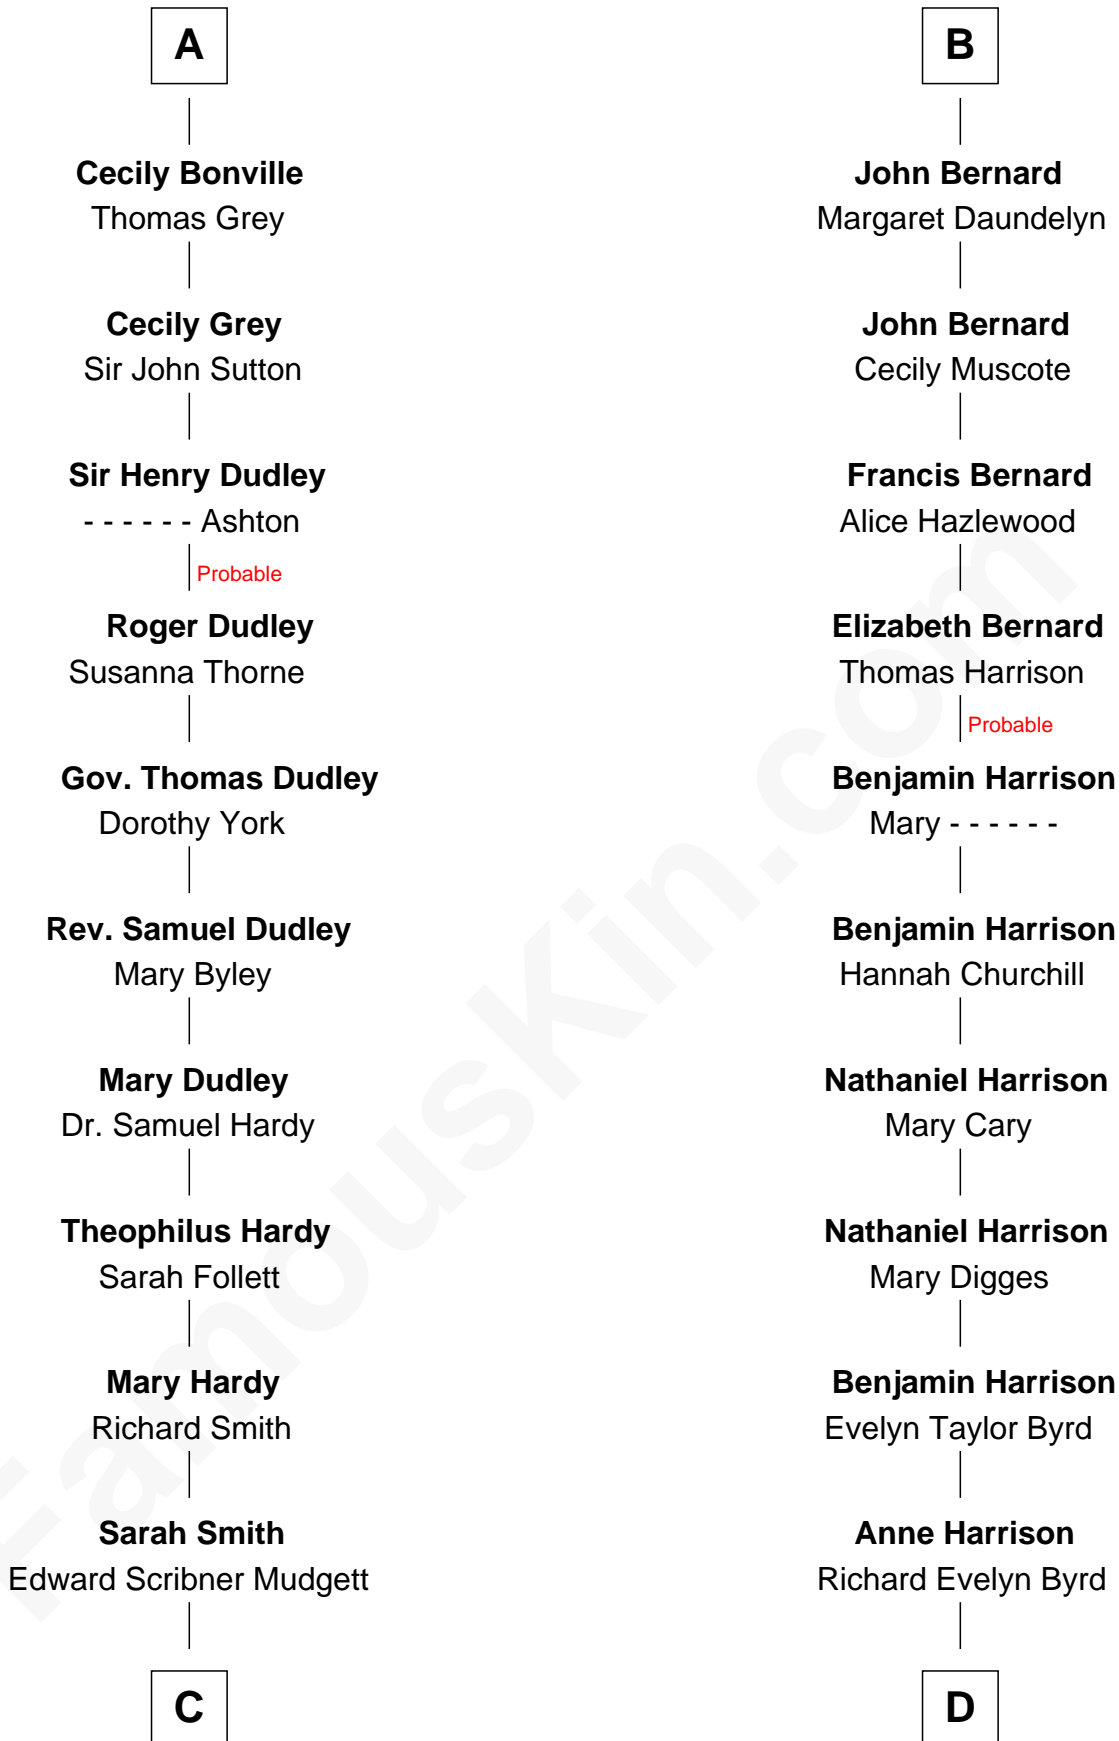 A
Cecily Bonville
Thomas Grey
Cecily Grey
Sir John Sutton
Sir Henry Dudley
- - - - - - Ashton
Probable
Roger Dudley
Susanna Thorne
Gov. Thomas Dudley
Dorothy York
Rev. Samuel Dudley
Mary Byley
Mary Dudley
Dr. Samuel Hardy
Theophilus Hardy
Sarah Follett
Mary Hardy
Richard Smith
Sarah Smith
Edward Scribner Mudgett
C
B
John Bernard
Margaret Daundelyn
John Bernard
Cecily Muscote
Francis Bernard
Alice Hazlewood
Elizabeth Bernard
Thomas Harrison
Probable
Benjamin Harrison
Mary - - - - - -
Benjamin Harrison
Hannah Churchill
Nathaniel Harrison
Mary Cary
Nathaniel Harrison
Mary Digges
Benjamin Harrison
Evelyn Taylor Byrd
Anne Harrison
Richard Evelyn Byrd
D
FamousKin.com